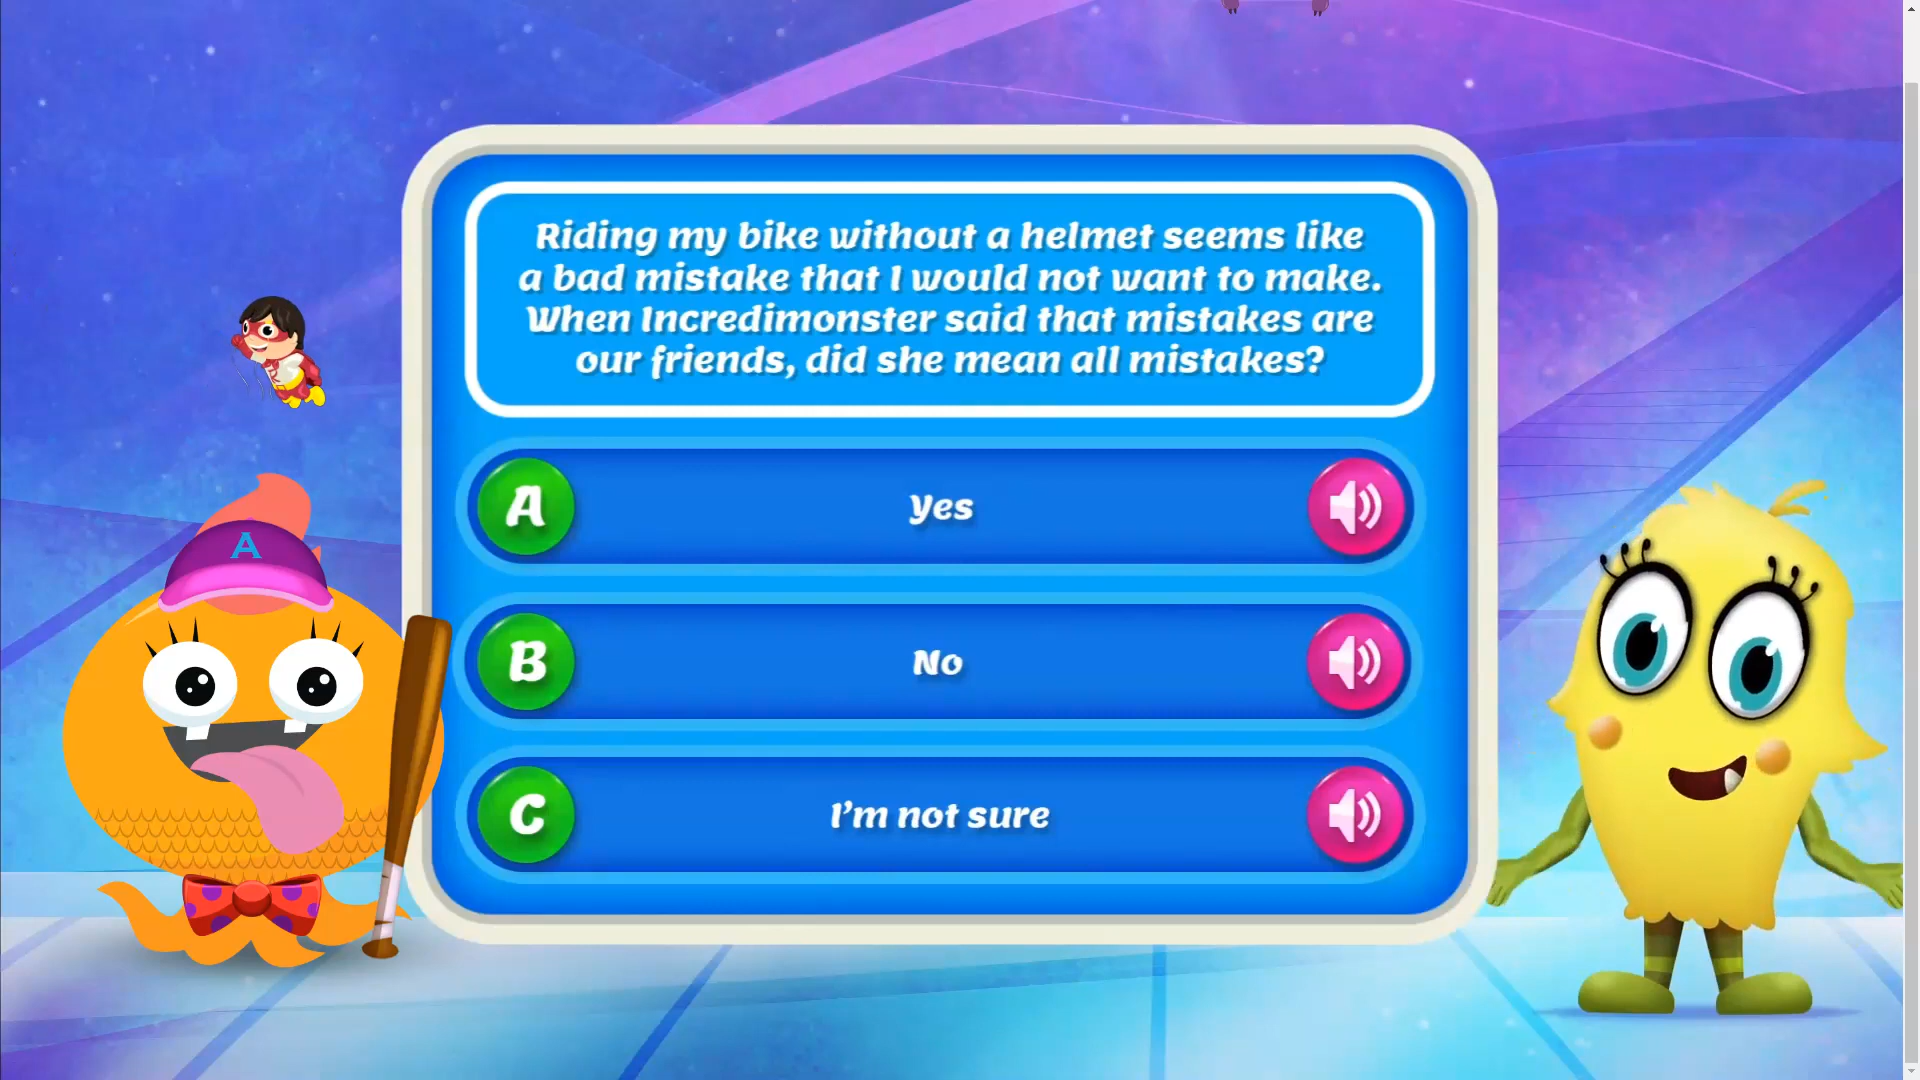 Riding my bike without a helmet seems like
a bad mistake that I would not want to make.
When Incredimonster said that mistakes are
our friends, did she mean all mistakes?
A
Yes
A
B
No
C
I'm not sure